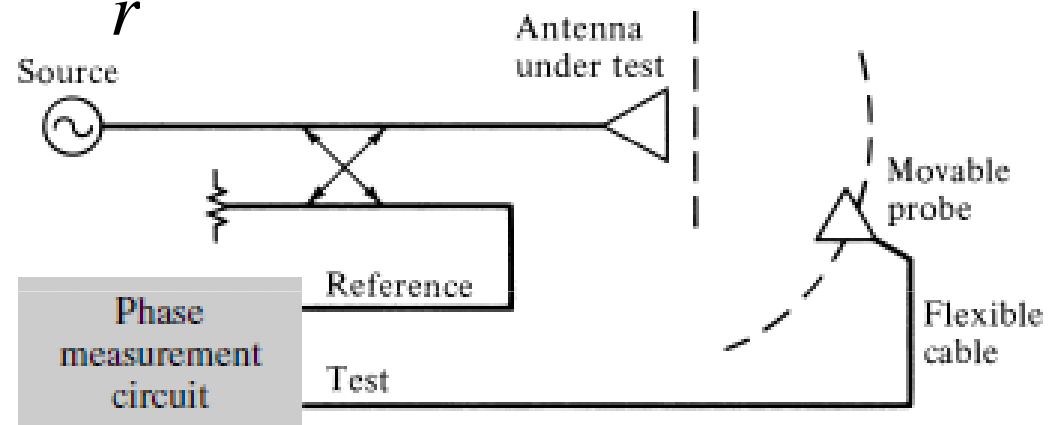 r
Source
Antenna
under test
Movable
probe
Reference
Phase
measurement
circuit
Flexible
cable
Test